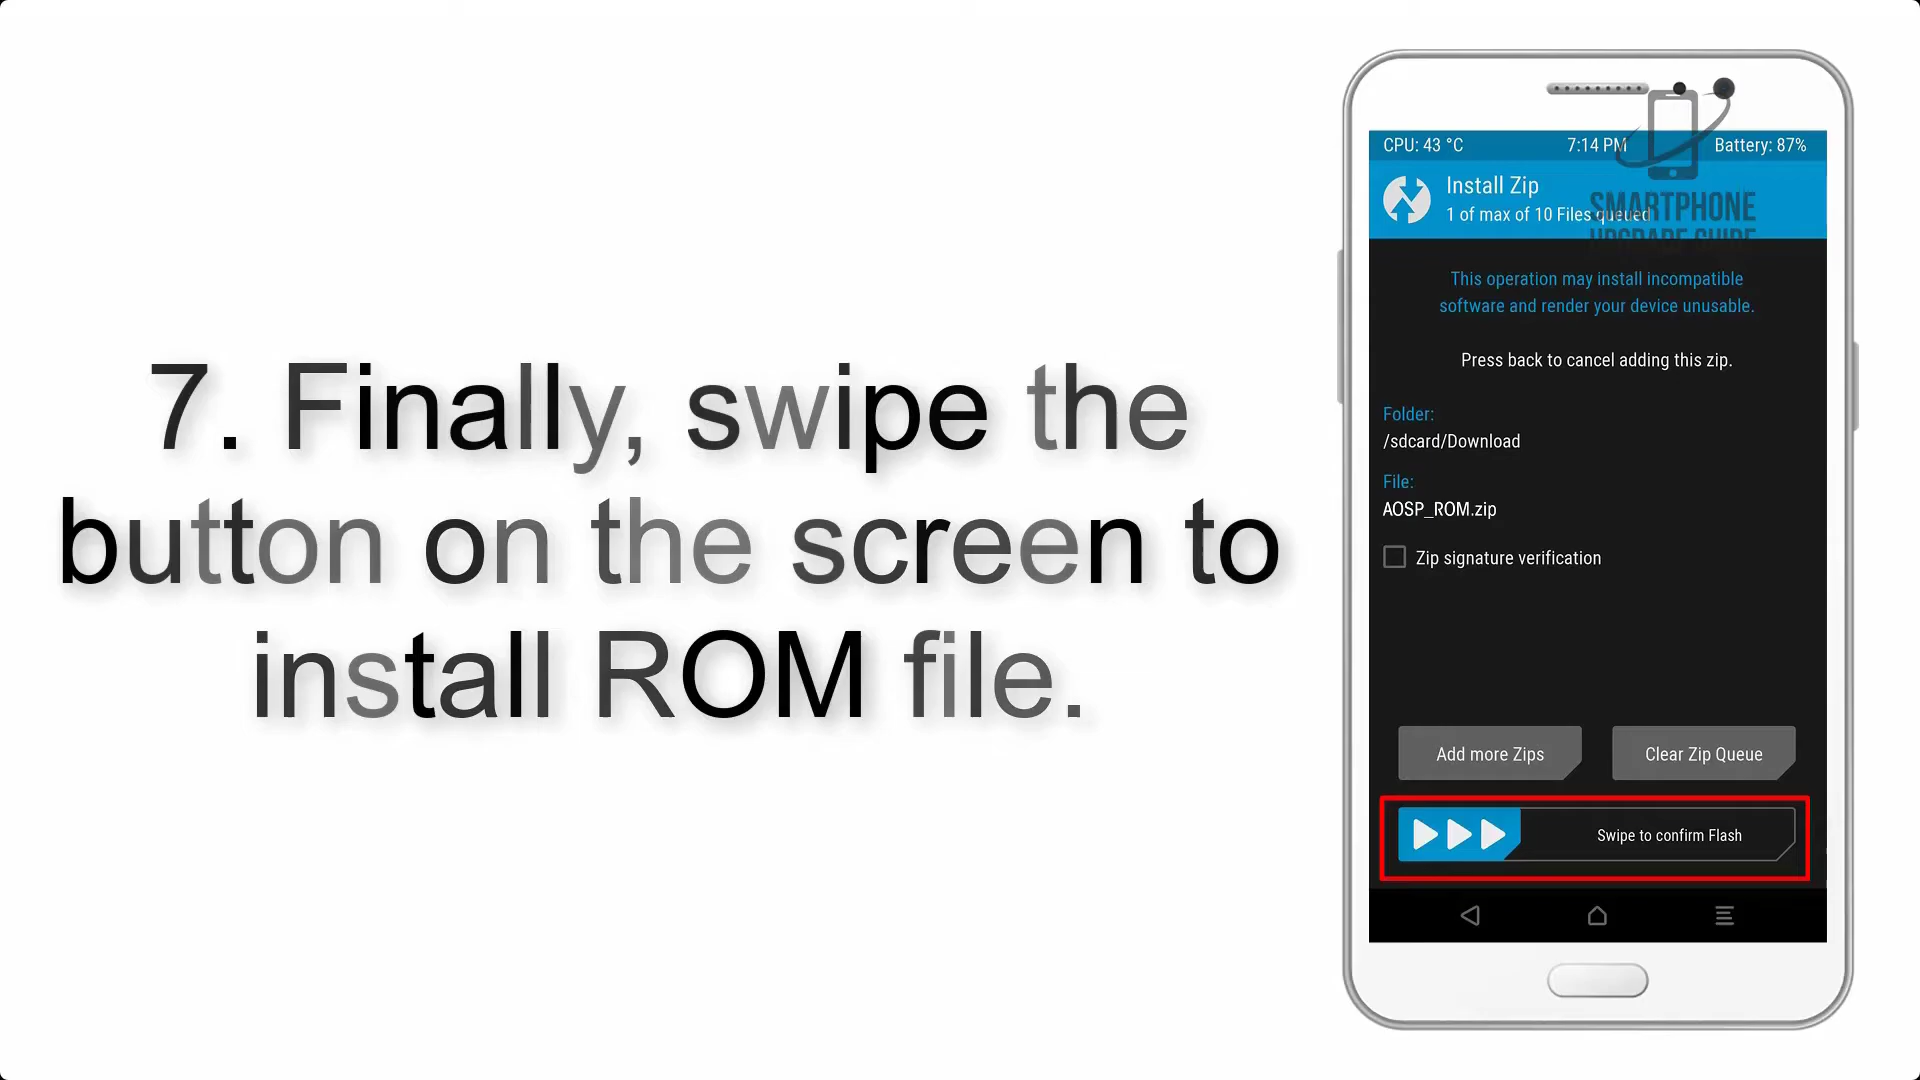 7. Finally, swipe the
button on the screen to
install ROM file.
CPU: 43 °C 7:14 PM Battery: 87%
Install Zip
1 of max of 10 Files queued
SMARTPHONE
UPGRADE GUIDE
This operation may install incompatible
software and render your device unusable.
Press back to cancel adding this zip.
Folder:
/sdcard/Download
File:
AOSP_ROM.zip
Zip signature verification
Add more Zips Clear Zip Queue
Swipe to confirm Flash